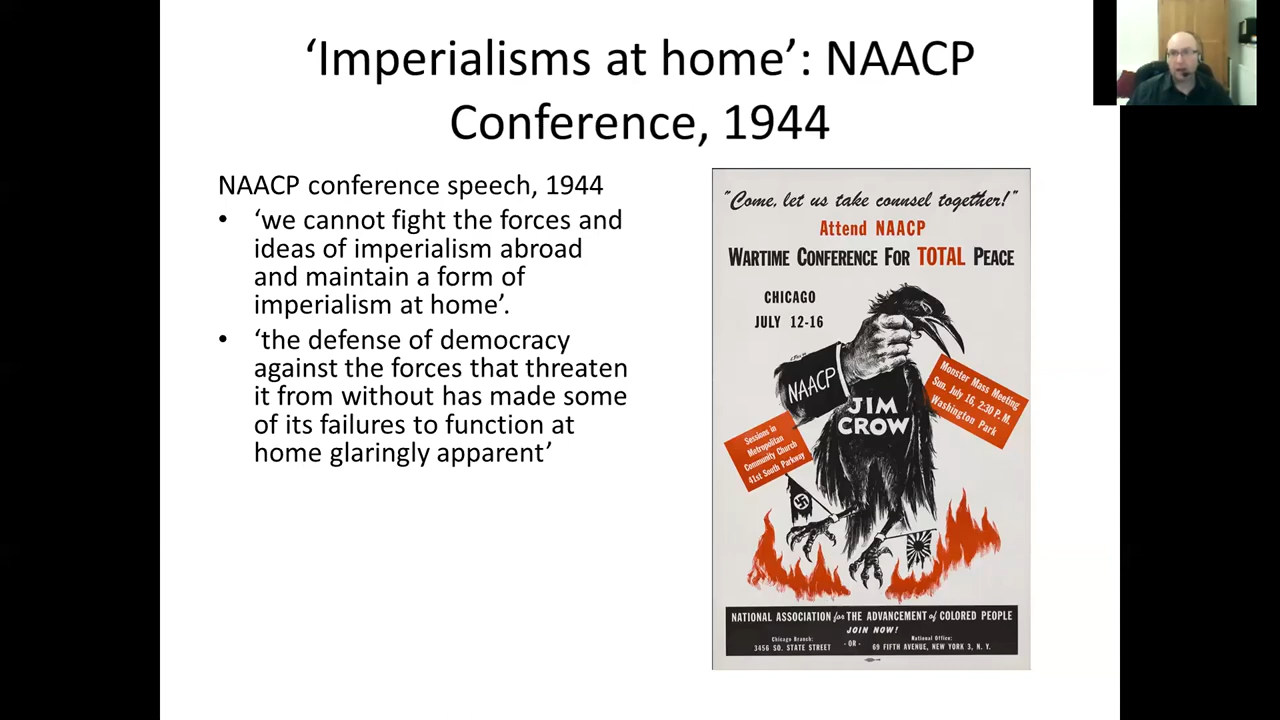 ‘Imperialisms at home’: NAACP
Conference, 1944
NAACP conference speech, 1944
• ‘we cannot fight the forces and
ideas of imperialism abroad
and maintain a form of
imperialism at home’.
• ‘the defense of democracy
against the forces that threaten
it from without has made some
of its failures to function at
home glaringly apparent’
"Come, let us take counsel together!"
Attend NAACP
WARTIME CONFERENCE FOR TOTAL PEACE
CHICAGO
JULY 12-16
NAACP
JIM
CROW
Monster Mass Meeting
Sun. July 16, 2:30 P. M.
Washington Park
Sessions in
Metropolitan
Community Church
41st South Parkway
NATIONAL ASSOCIATION for THE ADVANCEMENT of COLORED PEOPLE
JOIN NOW!
Chicago Branch:
3456 SO. STATE STREET
- OR -
National Office:
69 FIFTH AVENUE, NEW YORK 3, N. Y.